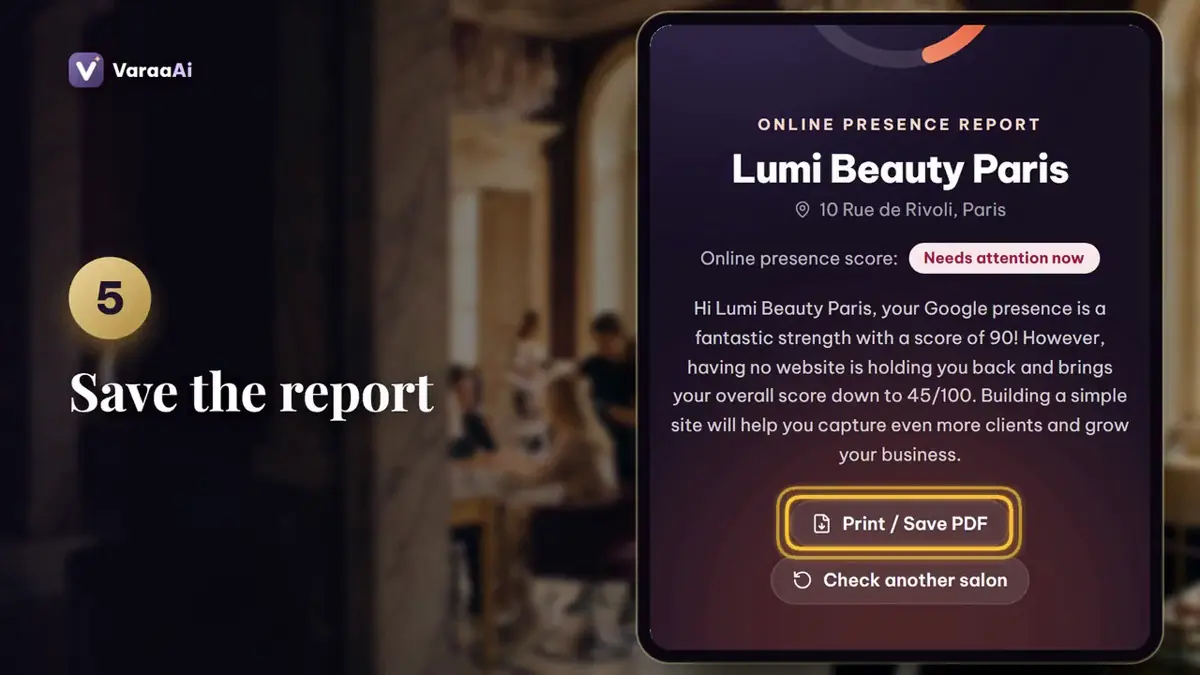 VaraaAi
5
Save the report
ONLINE PRESENCE REPORT
Lumi Beauty Paris
10 Rue de Rivoli, Paris
Online presence score: Needs attention now
Hi Lumi Beauty Paris, your Google presence is a
fantastic strength with a score of 90! However,
having no website is holding you back and brings
your overall score down to 45/100. Building a simple
site will help you capture even more clients and grow
your business.
Print / Save PDF
Check another salon